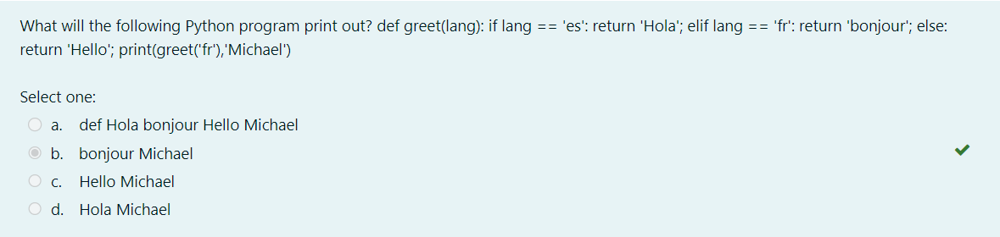 What will the following Python program print out? def greet(lang): if lang == 'es': return 'Hola'; elif lang == 'fr': return 'bonjour'; else:
return 'Hello'; print(greet('fr'),'Michael')
Select one:
a. def Hola bonjour Hello Michael
b. bonjour Michael
c. Hello Michael
d. Hola Michael